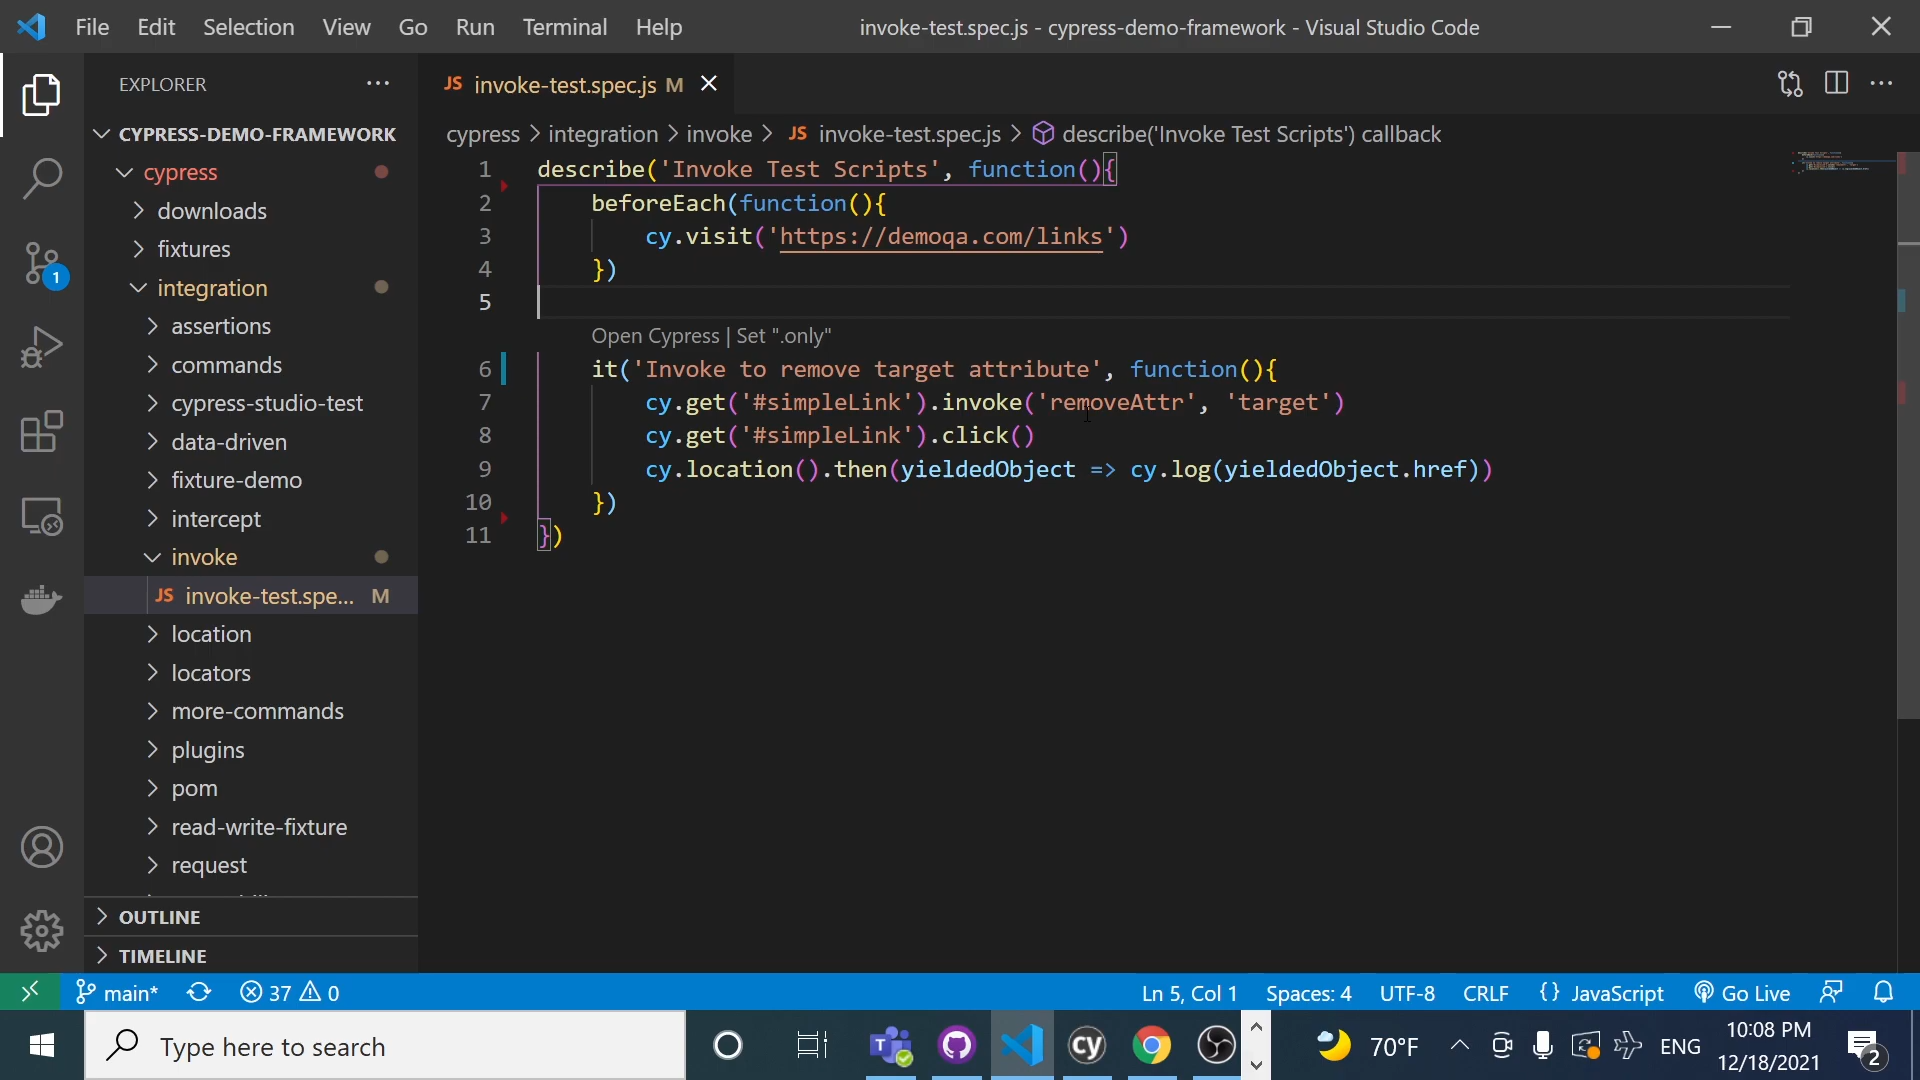 File Edit Selection View Go Run Terminal Help
invoke-test.spec.js - cypress-demo-framework - Visual Studio Code
EXPLORER
CYPRESS-DEMO-FRAMEWORK
cypress
downloads
fixtures
integration
assertions
commands
cypress-studio-test
data-driven
fixture-demo
intercept
invoke
JS invoke-test.spe... M
location
locators
more-commands
plugins
pom
read-write-fixture
request
OUTLINE
TIMELINE
1
JS invoke-test.spec.js M
cypress > integration > invoke > JS invoke-test.spec.js > describe('Invoke Test Scripts') callback
1 describe('Invoke Test Scripts', function(){
2 beforeEach(function(){
3 cy.visit('https://demoqa.com/links')
4 })
5
Open Cypress | Set ".only"
6 it('Invoke to remove target attribute', function(){
7 cy.get('#simpleLink').invoke('removeAttr', 'target')
8 cy.get('#simpleLink').click()
9 cy.location().then(yieldedObject => cy.log(yieldedObject.href))
10 })
11 })
main* 37 0
Ln 5, Col 1 Spaces: 4 UTF-8 CRLF {} JavaScript Go Live
Type here to search
T
cy
70°F
ENG
10:08 PM
12/18/2021
2